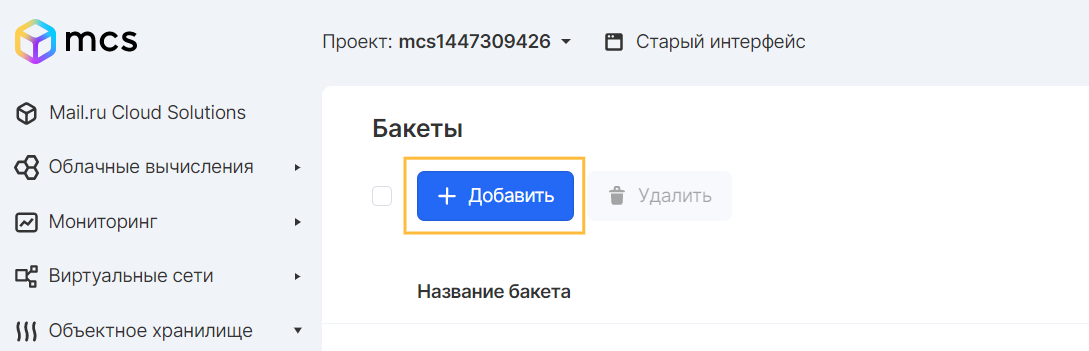 mcs
Проект: mcs1447309426
Старый интерфейс
Mail.ru Cloud Solutions
Облачные вычисления
Мониторинг
Виртуальные сети
Объектное хранилище
Бакеты
Добавить
Удалить
Название бакета